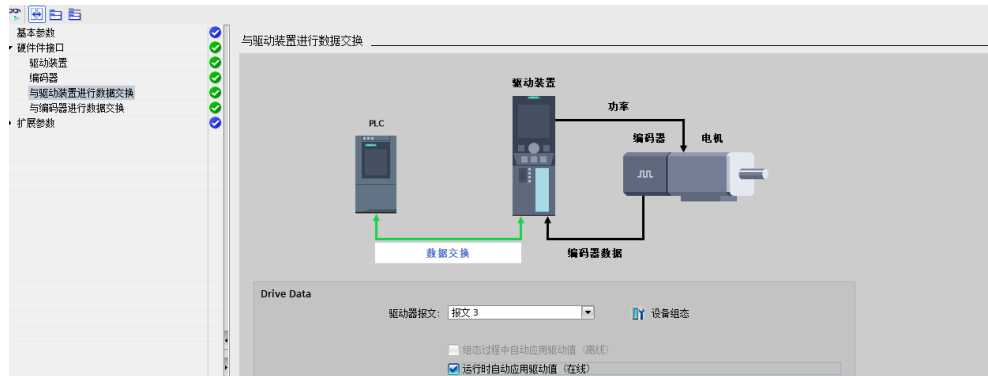 基本参数
硬件件接口
驱动装置
编码器
与驱动装置进行数据交换
与编码器进行数据交换
扩展参数
与驱动装置进行数据交换
驱动装置
功率
PLC
编码器
电机
数据交换
编码器数据
Drive Data
驱动器报文:
报文 3
设备组态
组态过程中自动应用驱动值（离线）
运行时自动应用驱动值（在线）